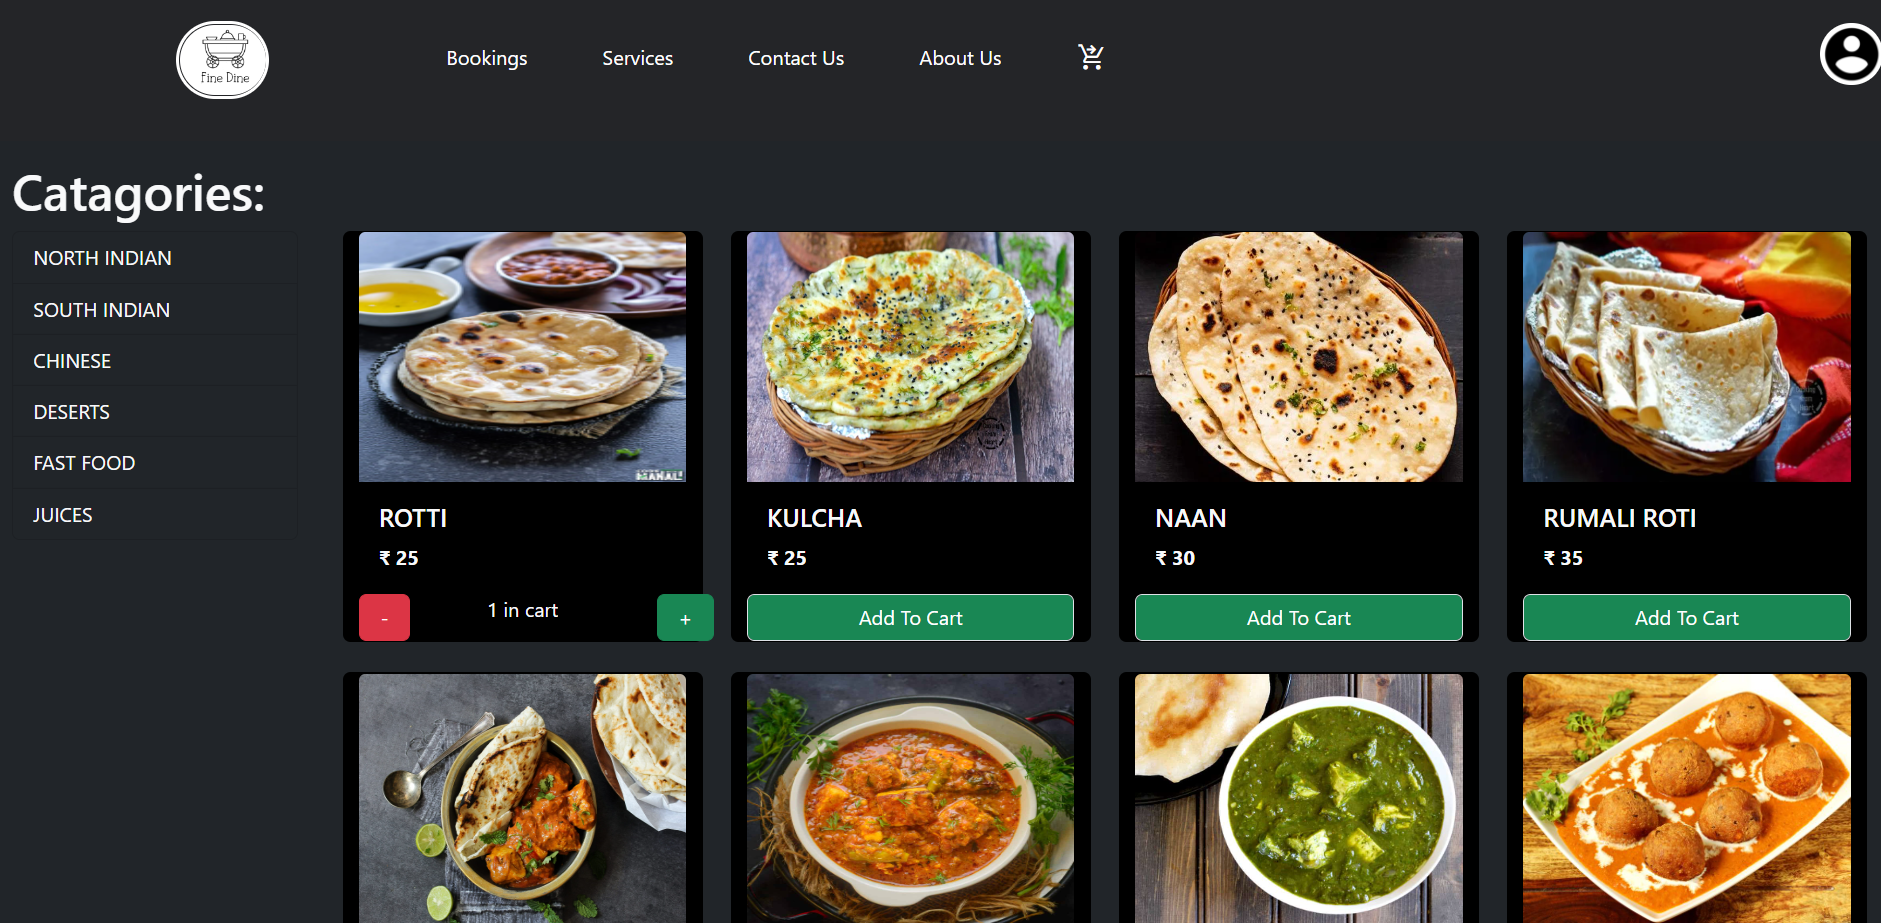 Fine Dine
Bookings
Services
Contact Us
About Us
Catagories:
NORTH INDIAN
SOUTH INDIAN
CHINESE
DESERTS
FAST FOOD
JUICES
MANALI
ROTTI
₹ 25
-
1 in cart
+
KULCHA
₹ 25
Add To Cart
NAAN
₹ 30
Add To Cart
RUMALI ROTI
₹ 35
Add To Cart